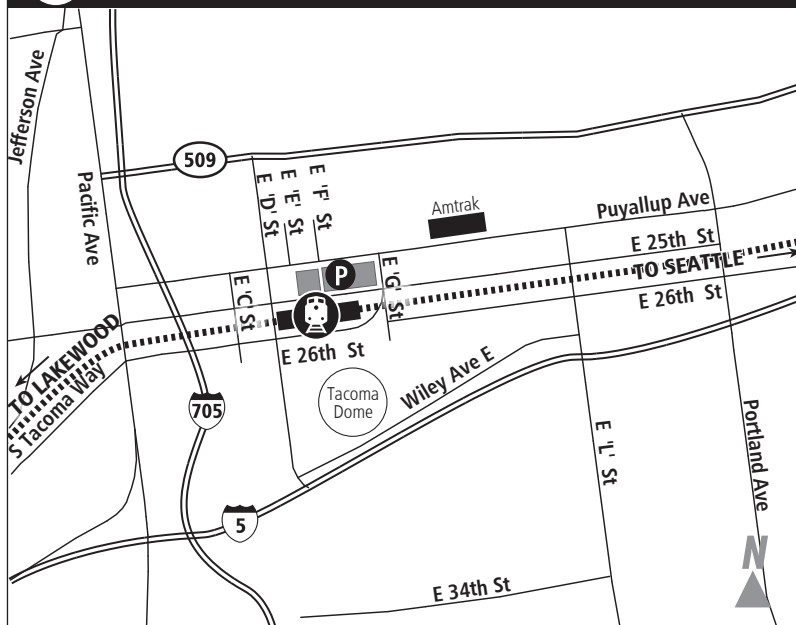 Jefferson Ave
Pacific Ave
509
E 'D' St
E 'E' St
E 'F' St
Amtrak
Puyallup Ave
E 25th St
TO SEATTLE
E 26th St
P
E 'G' St
E 'C' St
TO LAKEWOOD
S Tacoma Way
E 26th St
Tacoma
Dome
Wiley Ave E
705
5
E 'L' St
Portland Ave
E 34th St
N